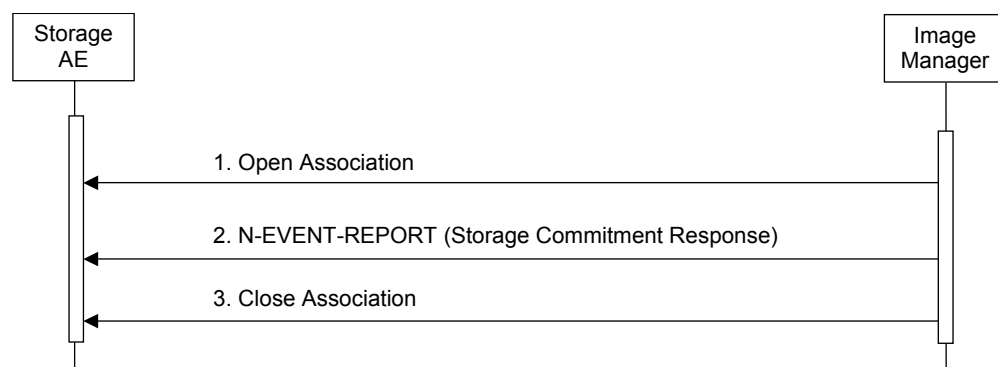 Storage
AE
Image
Manager
1. Open Association
2. N-EVENT-REPORT (Storage Commitment Response)
3. Close Association